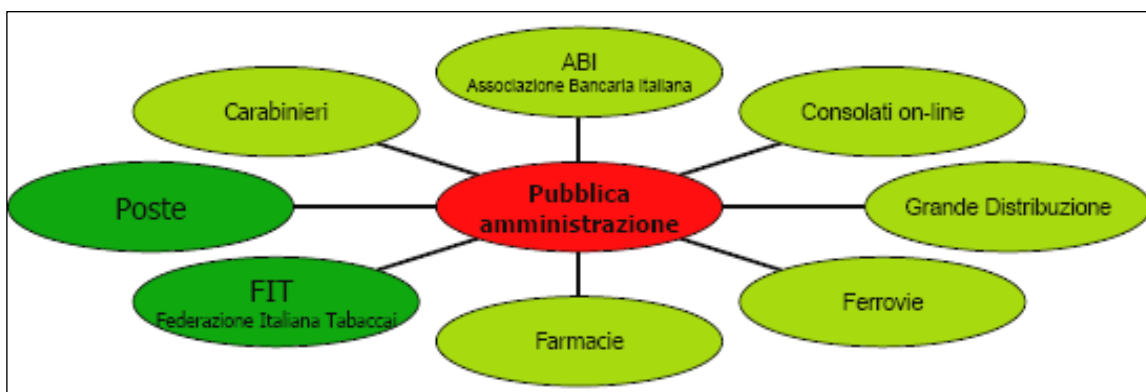 ABI
Associazione Bancaria Italiana
Carabinieri
Consolati on-line
Poste
Pubblica
amministrazione
Grande Distribuzione
FIT
Federazione Italiana Tabaccai
Ferrovie
Farmacie